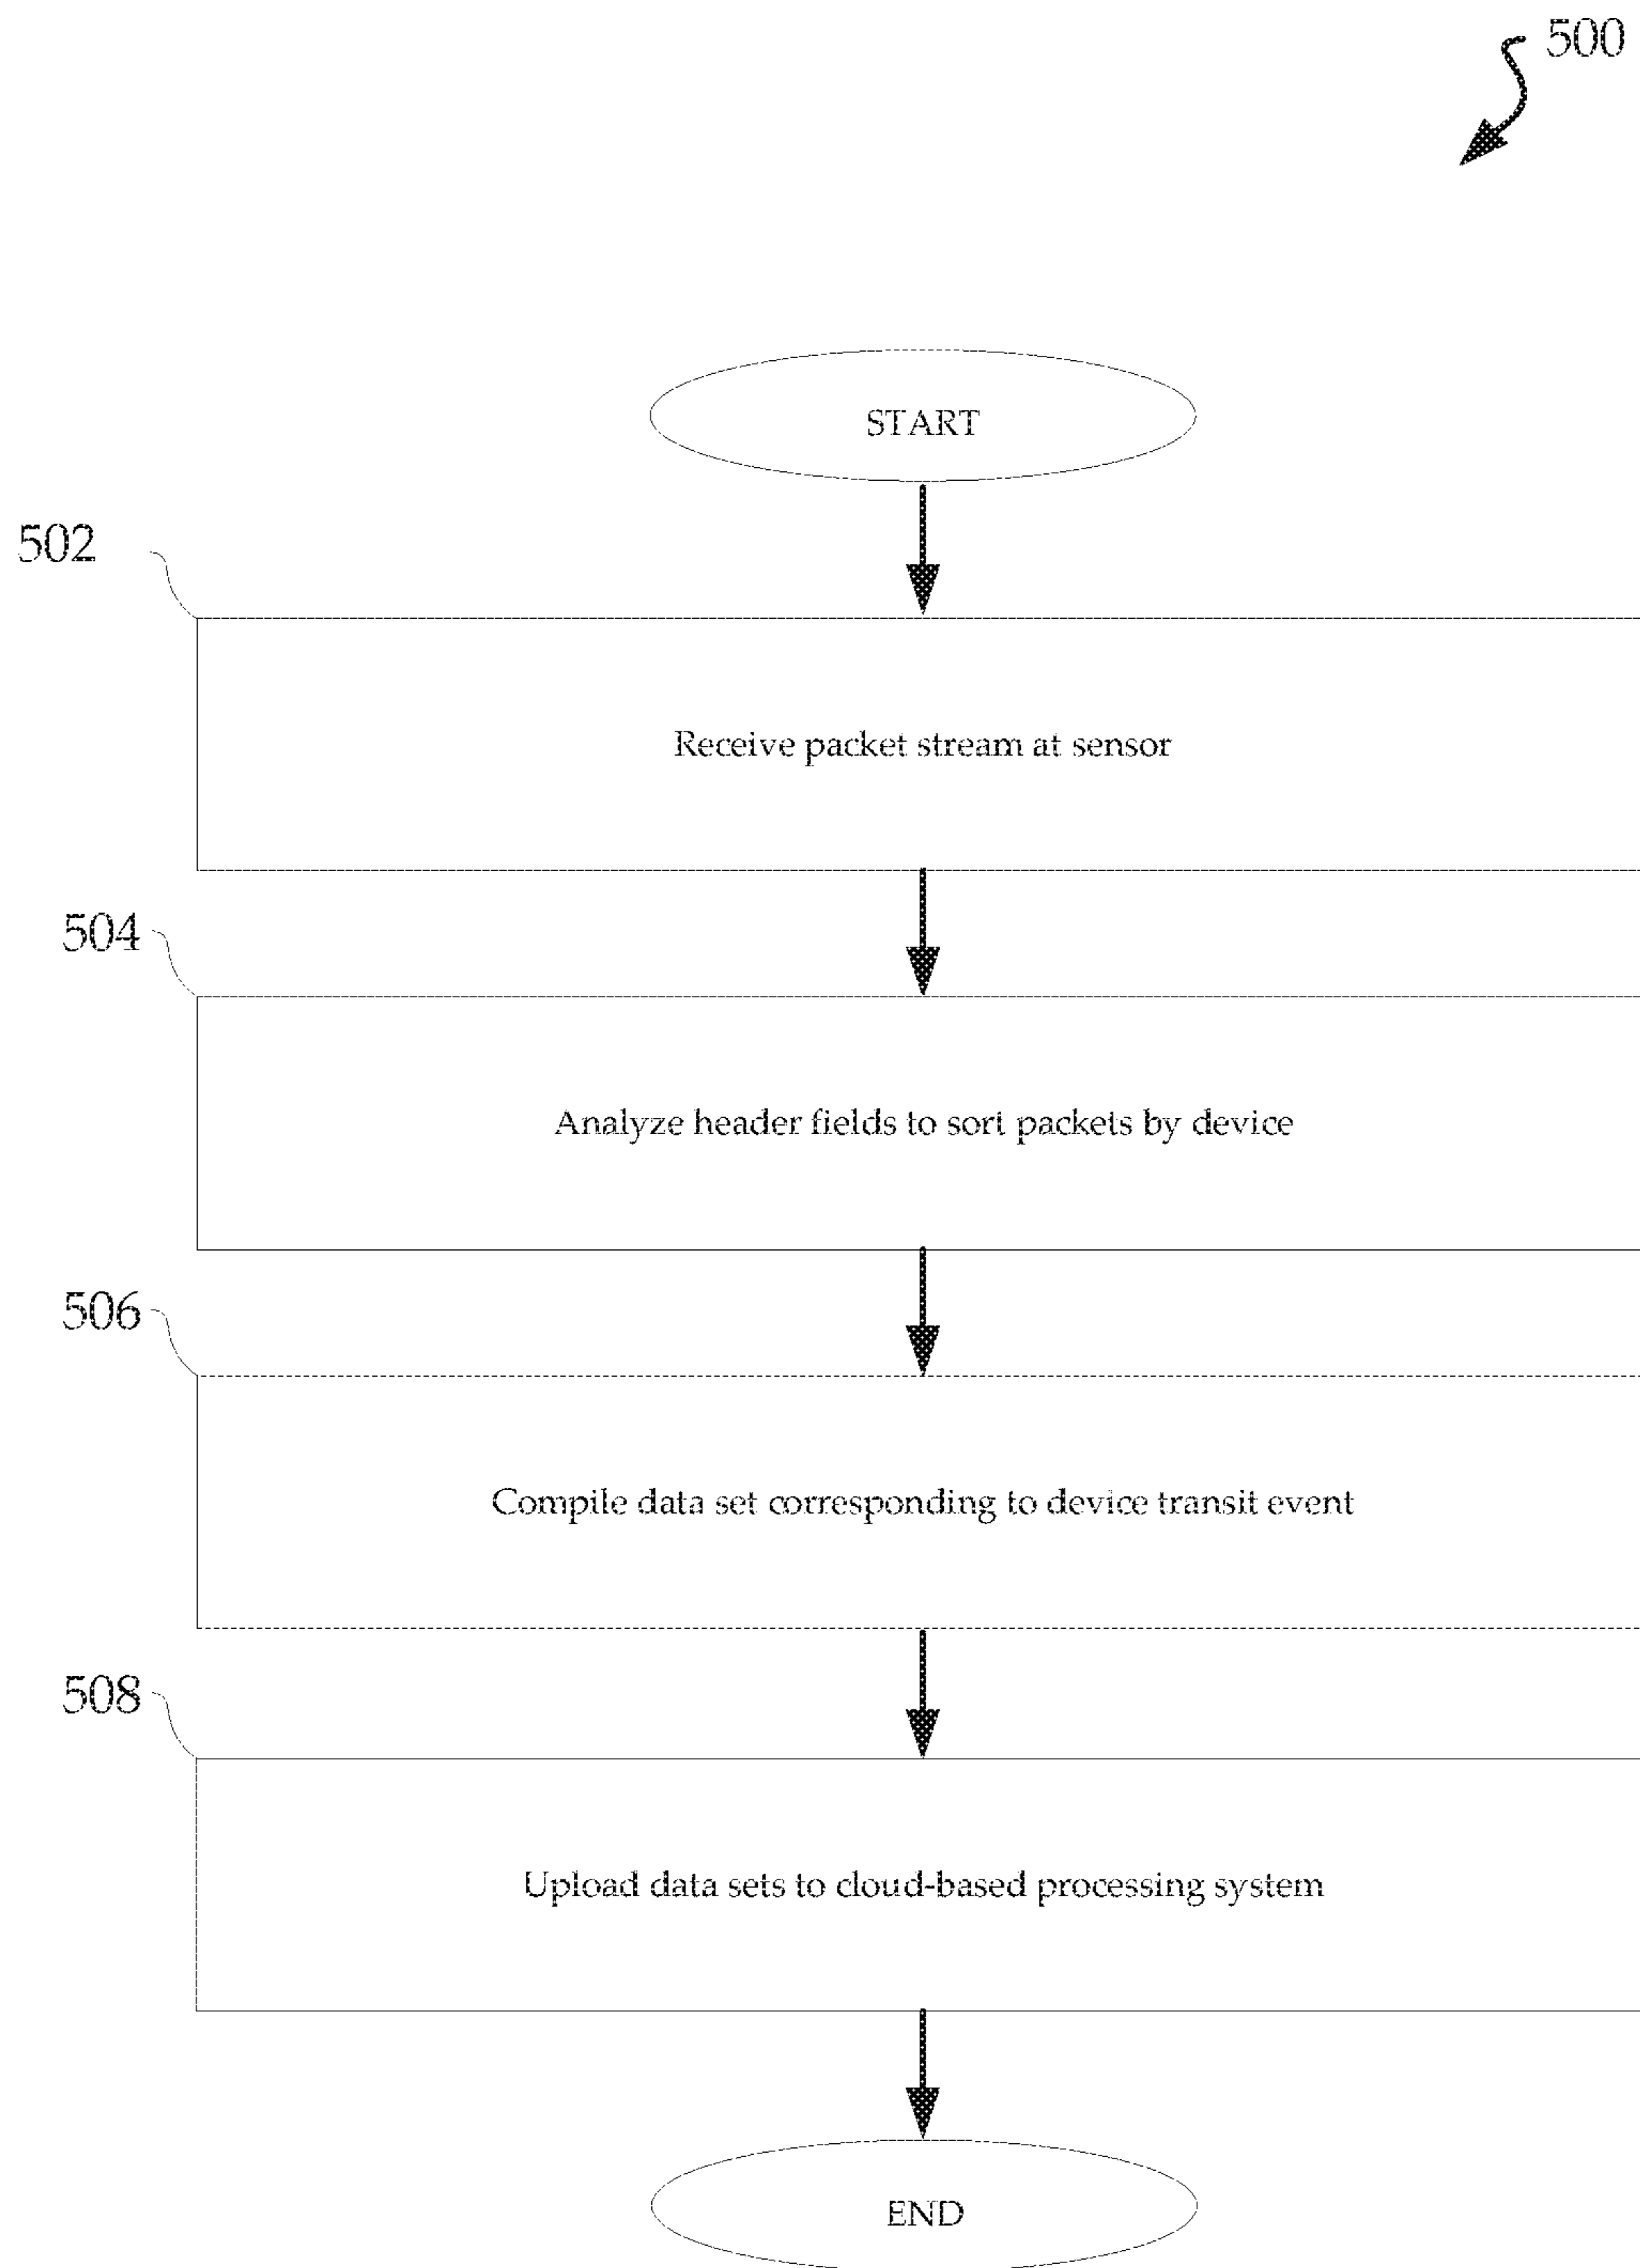 500
START
502
Receive packet stream at sensor
504
Analyze header fields to sort packets by device
506
Compile data set corresponding to device transit event
508
Upload data sets to cloud-based processing system
END